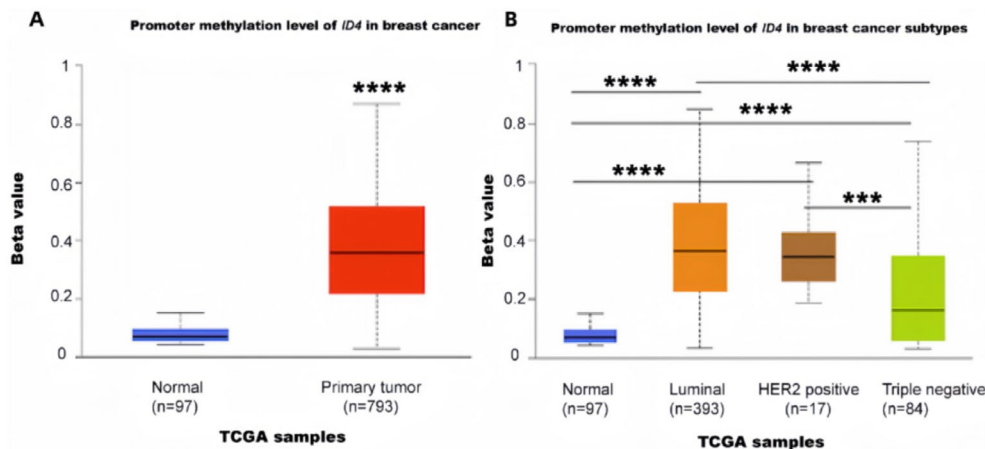 A
Promoter methylation level of ID4 in breast cancer
1
0.8
0.6
0.4
0.2
0
Beta value
****
Normal
(n=97)
Primary tumor
(n=793)
TCGA samples
B
Promoter methylation level of ID4 in breast cancer subtypes
1
0.8
0.6
0.4
0.2
0
Beta value
****
****
****
****
***
Normal
(n=97)
Luminal
(n=393)
HER2 positive
(n=17)
Triple negative
(n=84)
TCGA samples